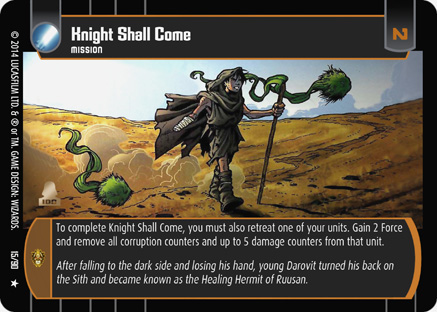 Knight Shall Come
MISSION
N
© 2014 LUCASFILM LTD. & ® OR TM. GAME DESIGN: WIZARDS.
To complete Knight Shall Come, you must also retreat one of your units. Gain 2 Force
and remove all corruption counters and up to 5 damage counters from that unit.
After falling to the dark side and losing his hand, young Darovit turned his back on
the Sith and became known as the Healing Hermit of Ruusan.
15/90